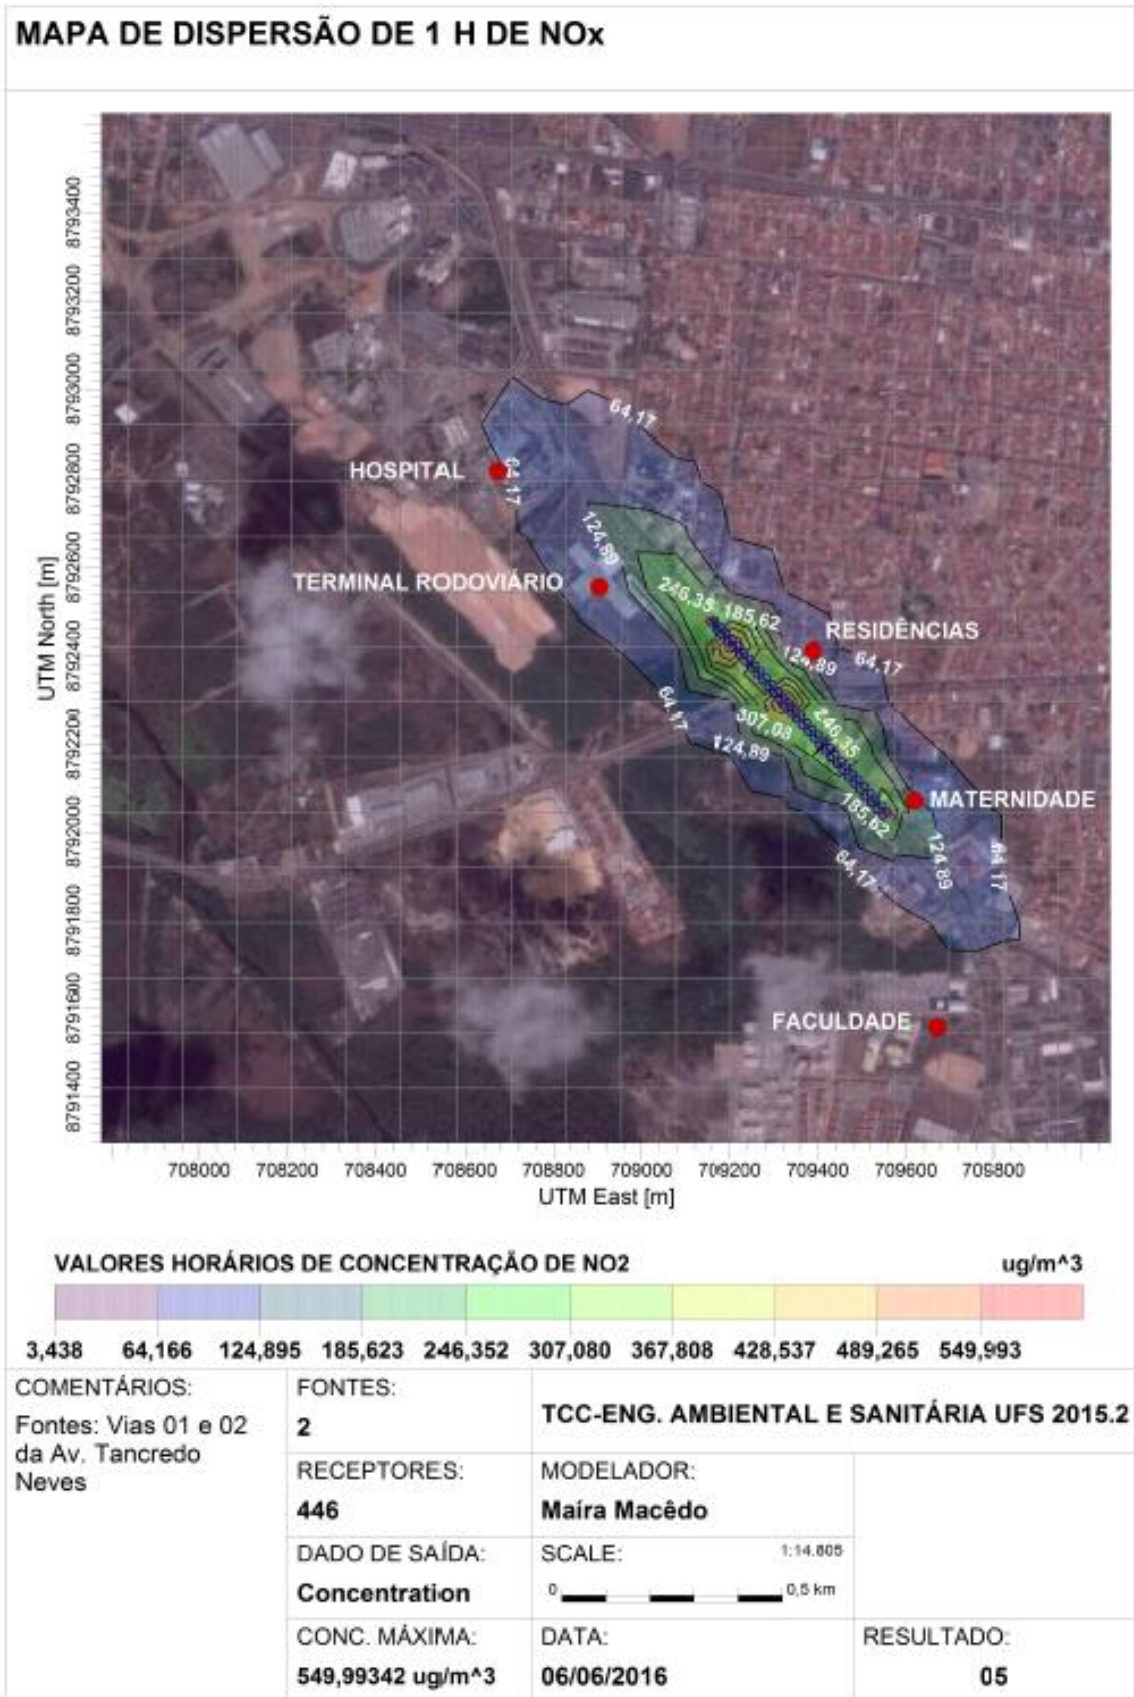 MAPA DE DISPERSÃO DE 1 H DE NOx
UTM North [m]
8793400
8793200
8793000
8792800
8792600
8792400
8792200
8792000
8791800
8791600
8791400
64,17
HOSPITAL
64,17
124,89
TERMINAL RODOVIÁRIO
246,35
185,62
RESIDÊNCIAS
124,89
64,17
64,17
307,08
246,35
124,89
MATERNIDADE
185,62
64,17
124,89
64,17
FACULDADE
708000 708200 708400 708600 708800 709000 709200 709400 709600 709800
UTM East [m]
VALORES HORÁRIOS DE CONCENTRAÇÃO DE NO2 ug/m^3
3,438 64,166 124,895 185,623 246,352 307,080 367,808 428,537 489,265 549,993
COMENTÁRIOS:
Fontes: Vias 01 e 02
da Av. Tancredo
Neves
FONTES:
2
TCC-ENG. AMBIENTAL E SANITÁRIA UFS 2015.2
RECEPTORES:
446
MODELADOR:
Maíra Macêdo
DADO DE SAÍDA:
Concentration
SCALE: 1:14.805
0 0,5 km
CONC. MÁXIMA:
549,99342 ug/m^3
DATA:
06/06/2016
RESULTADO:
05